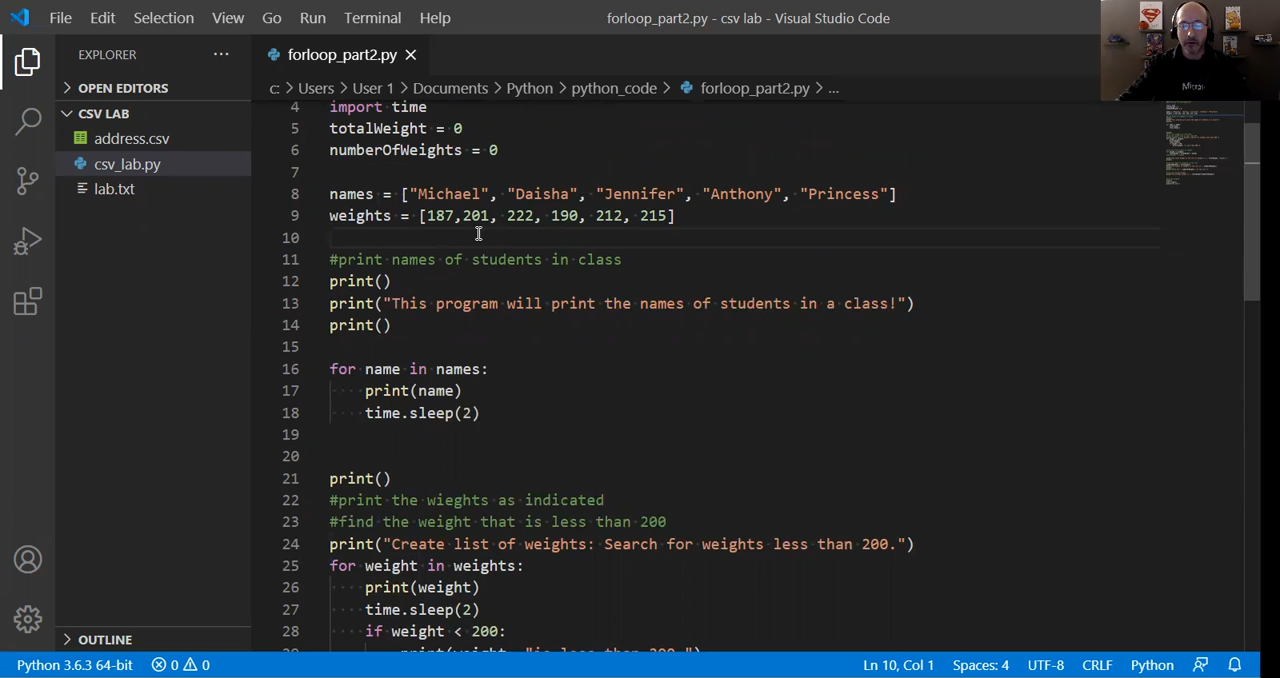 File Edit Selection View Go Run Terminal Help
forloop_part2.py - csv lab - Visual Studio Code
EXPLORER ...
OPEN EDITORS
CSV LAB
address.csv
csv_lab.py
lab.txt
OUTLINE
forloop_part2.py
c: > Users > User 1 > Documents > Python > python_code > forloop_part2.py > ...
4 import time
5 totalWeight = 0
6 numberOfWeights = 0
7
8 names = ["Michael", "Daisha", "Jennifer", "Anthony", "Princess"]
9 weights = [187,201, 222, 190, 212, 215]
10
11 #print names of students in class
12 print()
13 print("This program will print the names of students in a class!")
14 print()
15
16 for name in names:
17 print(name)
18 time.sleep(2)
19
20
21 print()
22 #print the wieghts as indicated
23 #find the weight that is less than 200
24 print("Create list of weights: Search for weights less than 200.")
25 for weight in weights:
26 print(weight)
27 time.sleep(2)
28 if weight < 200:
Python 3.6.3 64-bit 0 0
Ln 10, Col 1 Spaces: 4 UTF-8 CRLF Python